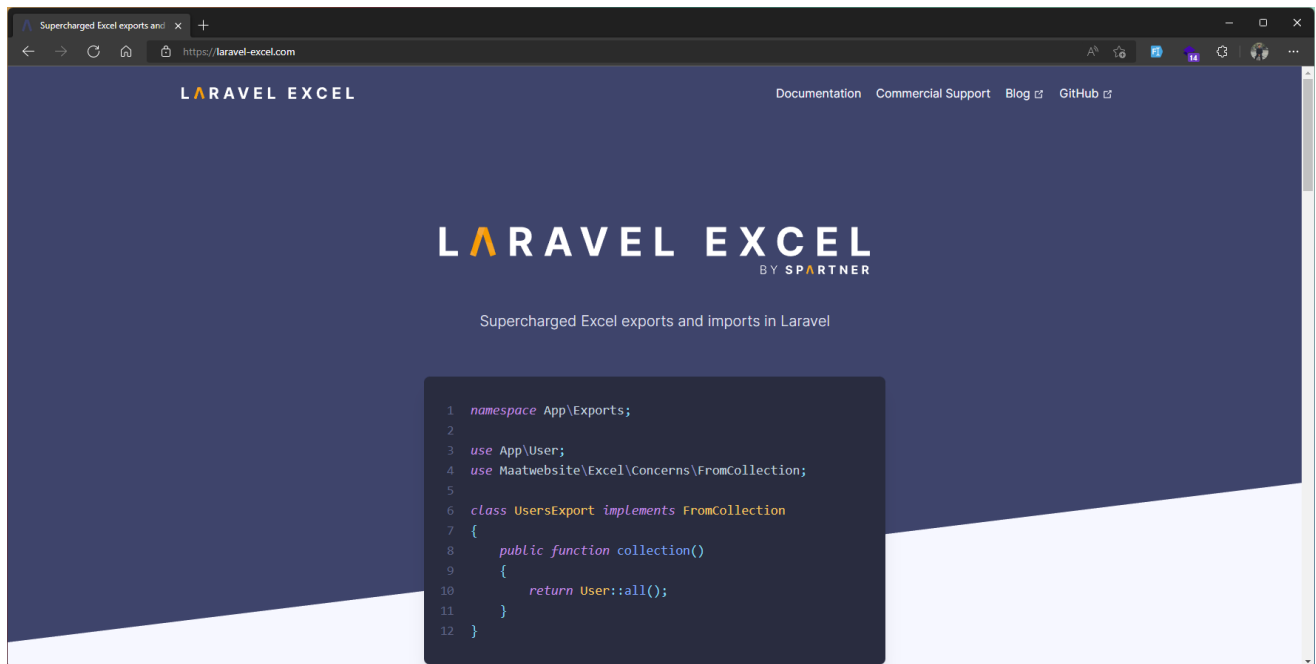 Supercharged Excel exports and
https://laravel-excel.com
14
LARAVEL EXCEL
Documentation Commercial Support Blog GitHub
LARAVEL EXCEL
BY SPARTNER
Supercharged Excel exports and imports in Laravel
1 namespace App\Exports;
2
3 use App\User;
4 use Maatwebsite\Excel\Concerns\FromCollection;
5
6 class UsersExport implements FromCollection
7 {
8 public function collection()
9 {
10 return User::all();
11 }
12 }